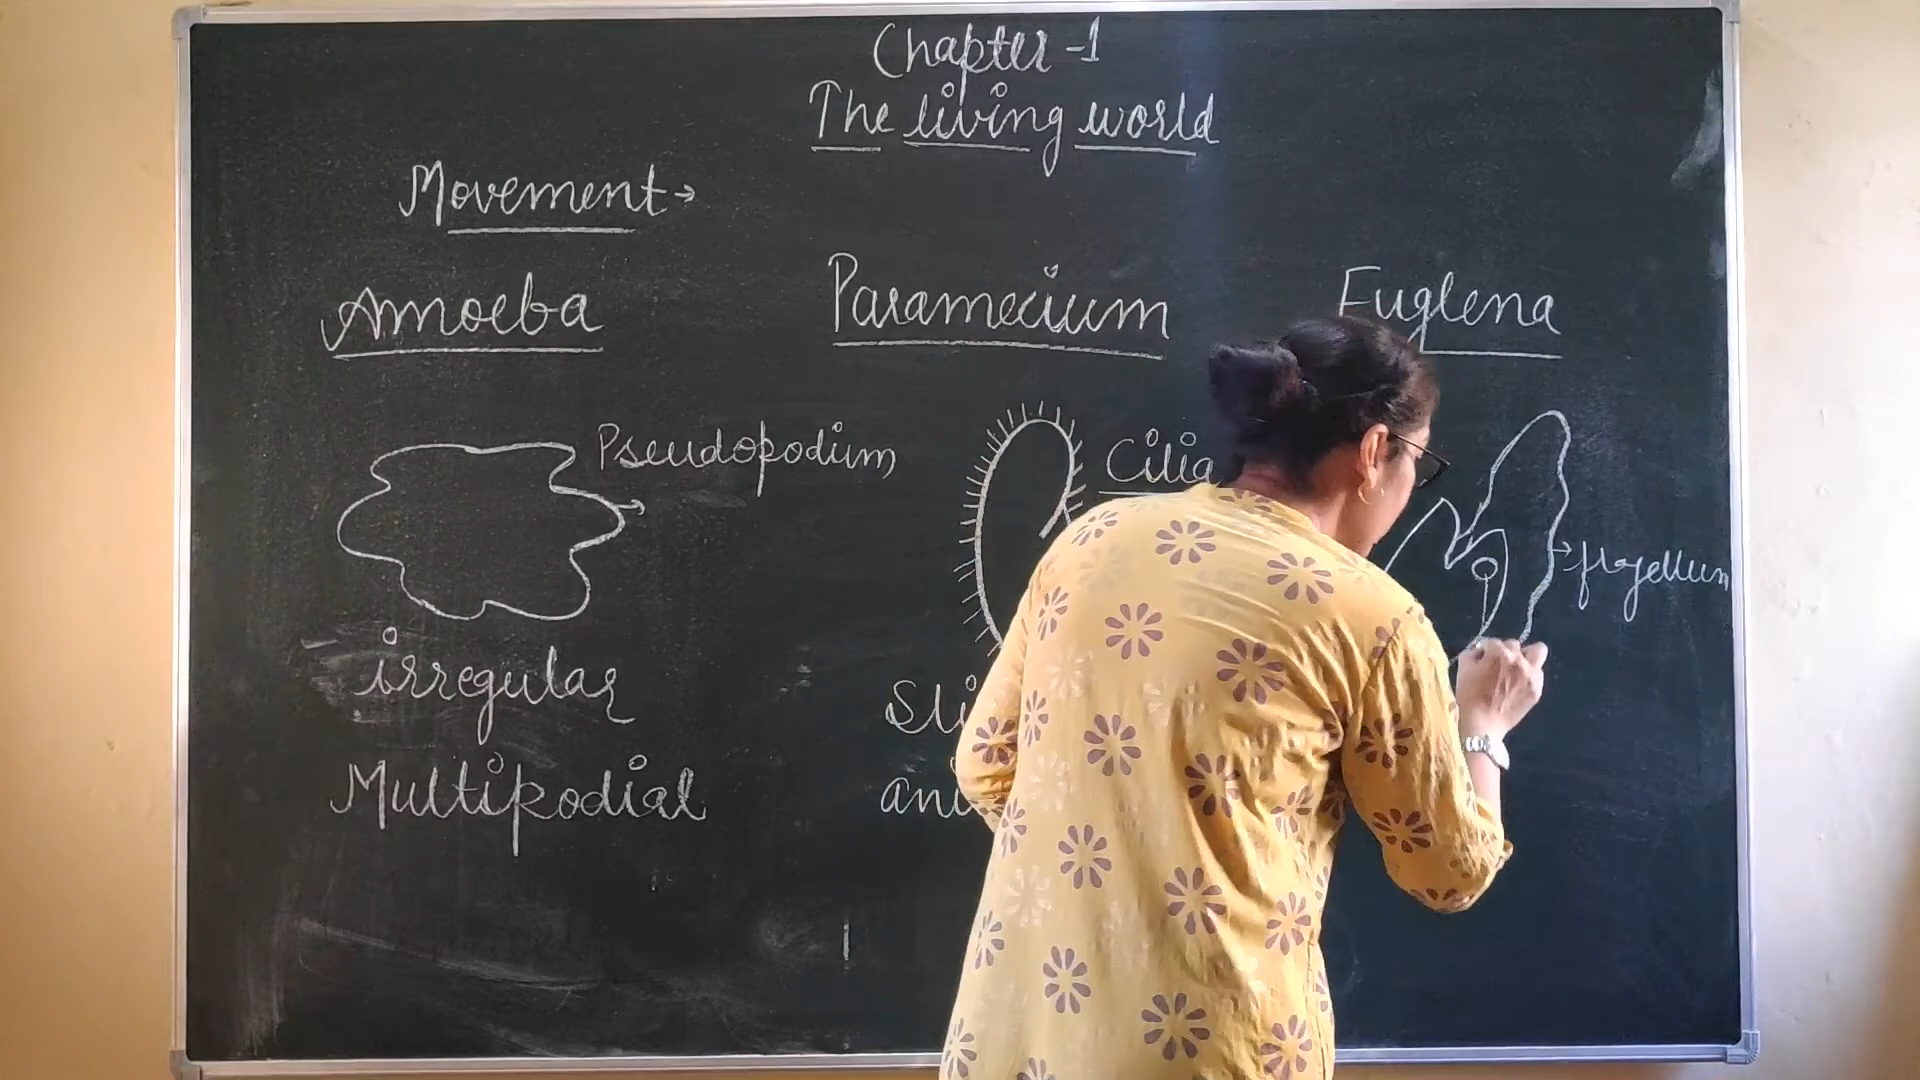 Chapter -1
The living world
Movement →
Amoeba
Paramecium
Euglena
Pseudopodium
Cilia
flagellum
irregular
Multipodial